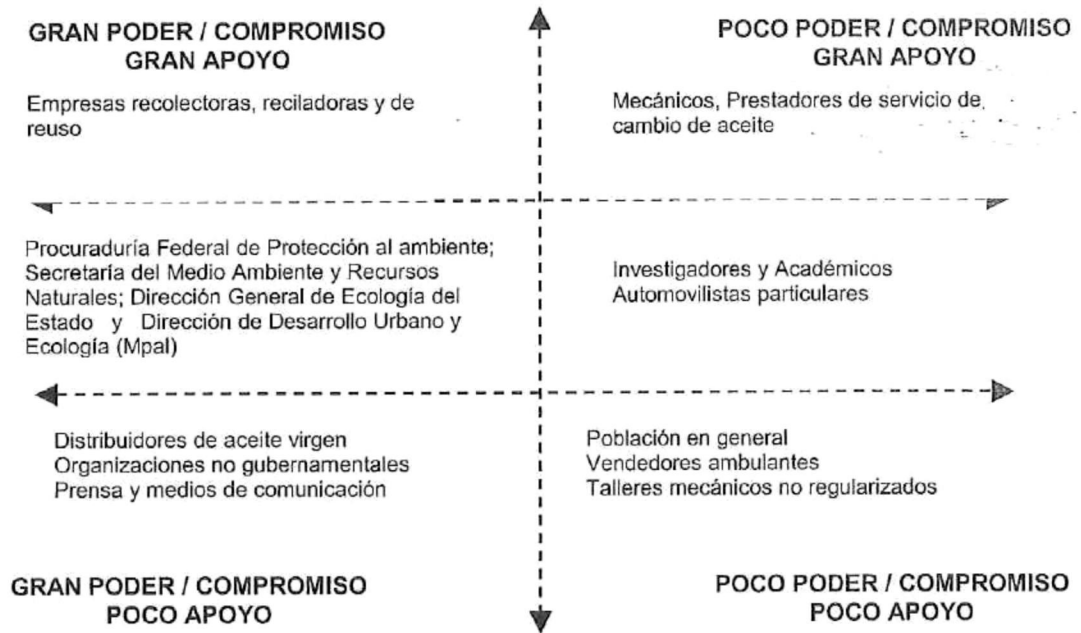 GRAN PODER / COMPROMISO
GRAN APOYO
POCO PODER / COMPROMISO
GRAN APOYO
Empresas recolectoras, reciladoras y de
reuso
Mecánicos, Prestadores de servicio de
cambio de aceite
Procuraduría Federal de Protección al ambiente;
Secretaría del Medio Ambiente y Recursos
Naturales; Dirección General de Ecología del
Estado y Dirección de Desarrollo Urbano y
Ecología (Mpal)
Investigadores y Académicos
Automovilistas particulares
Distribuidores de aceite virgen
Organizaciones no gubernamentales
Prensa y medios de comunicación
Población en general
Vendedores ambulantes
Talleres mecánicos no regularizados
GRAN PODER / COMPROMISO
POCO APOYO
POCO PODER / COMPROMISO
POCO APOYO